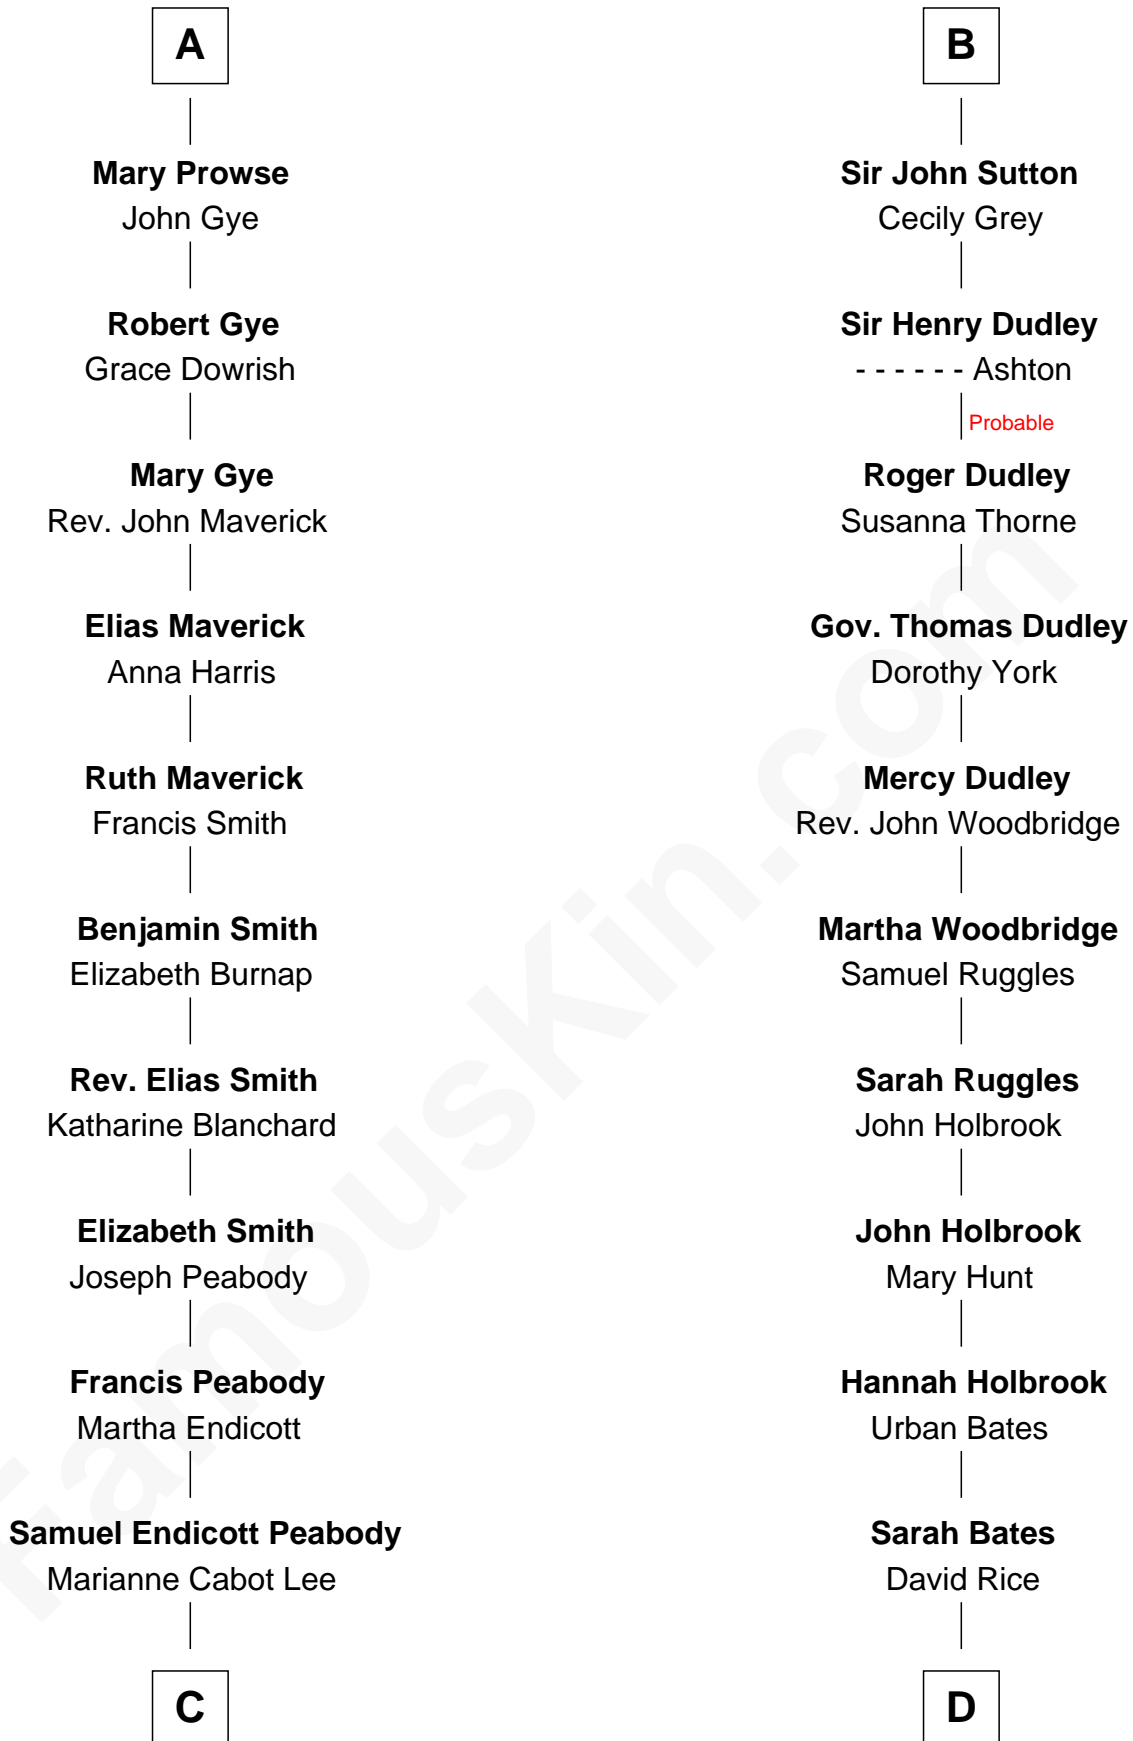 A
Mary Prowse
John Gye
Robert Gye
Grace Dowrish
Mary Gye
Rev. John Maverick
Elias Maverick
Anna Harris
Ruth Maverick
Francis Smith
Benjamin Smith
Elizabeth Burnap
Rev. Elias Smith
Katharine Blanchard
Elizabeth Smith
Joseph Peabody
Francis Peabody
Martha Endicott
Samuel Endicott Peabody
Marianne Cabot Lee
C
B
Sir John Sutton
Cecily Grey
Sir Henry Dudley
- - - - - - Ashton
Probable
Roger Dudley
Susanna Thorne
Gov. Thomas Dudley
Dorothy York
Mercy Dudley
Rev. John Woodbridge
Martha Woodbridge
Samuel Ruggles
Sarah Ruggles
John Holbrook
John Holbrook
Mary Hunt
Hannah Holbrook
Urban Bates
Sarah Bates
David Rice
D
FamousKin.com